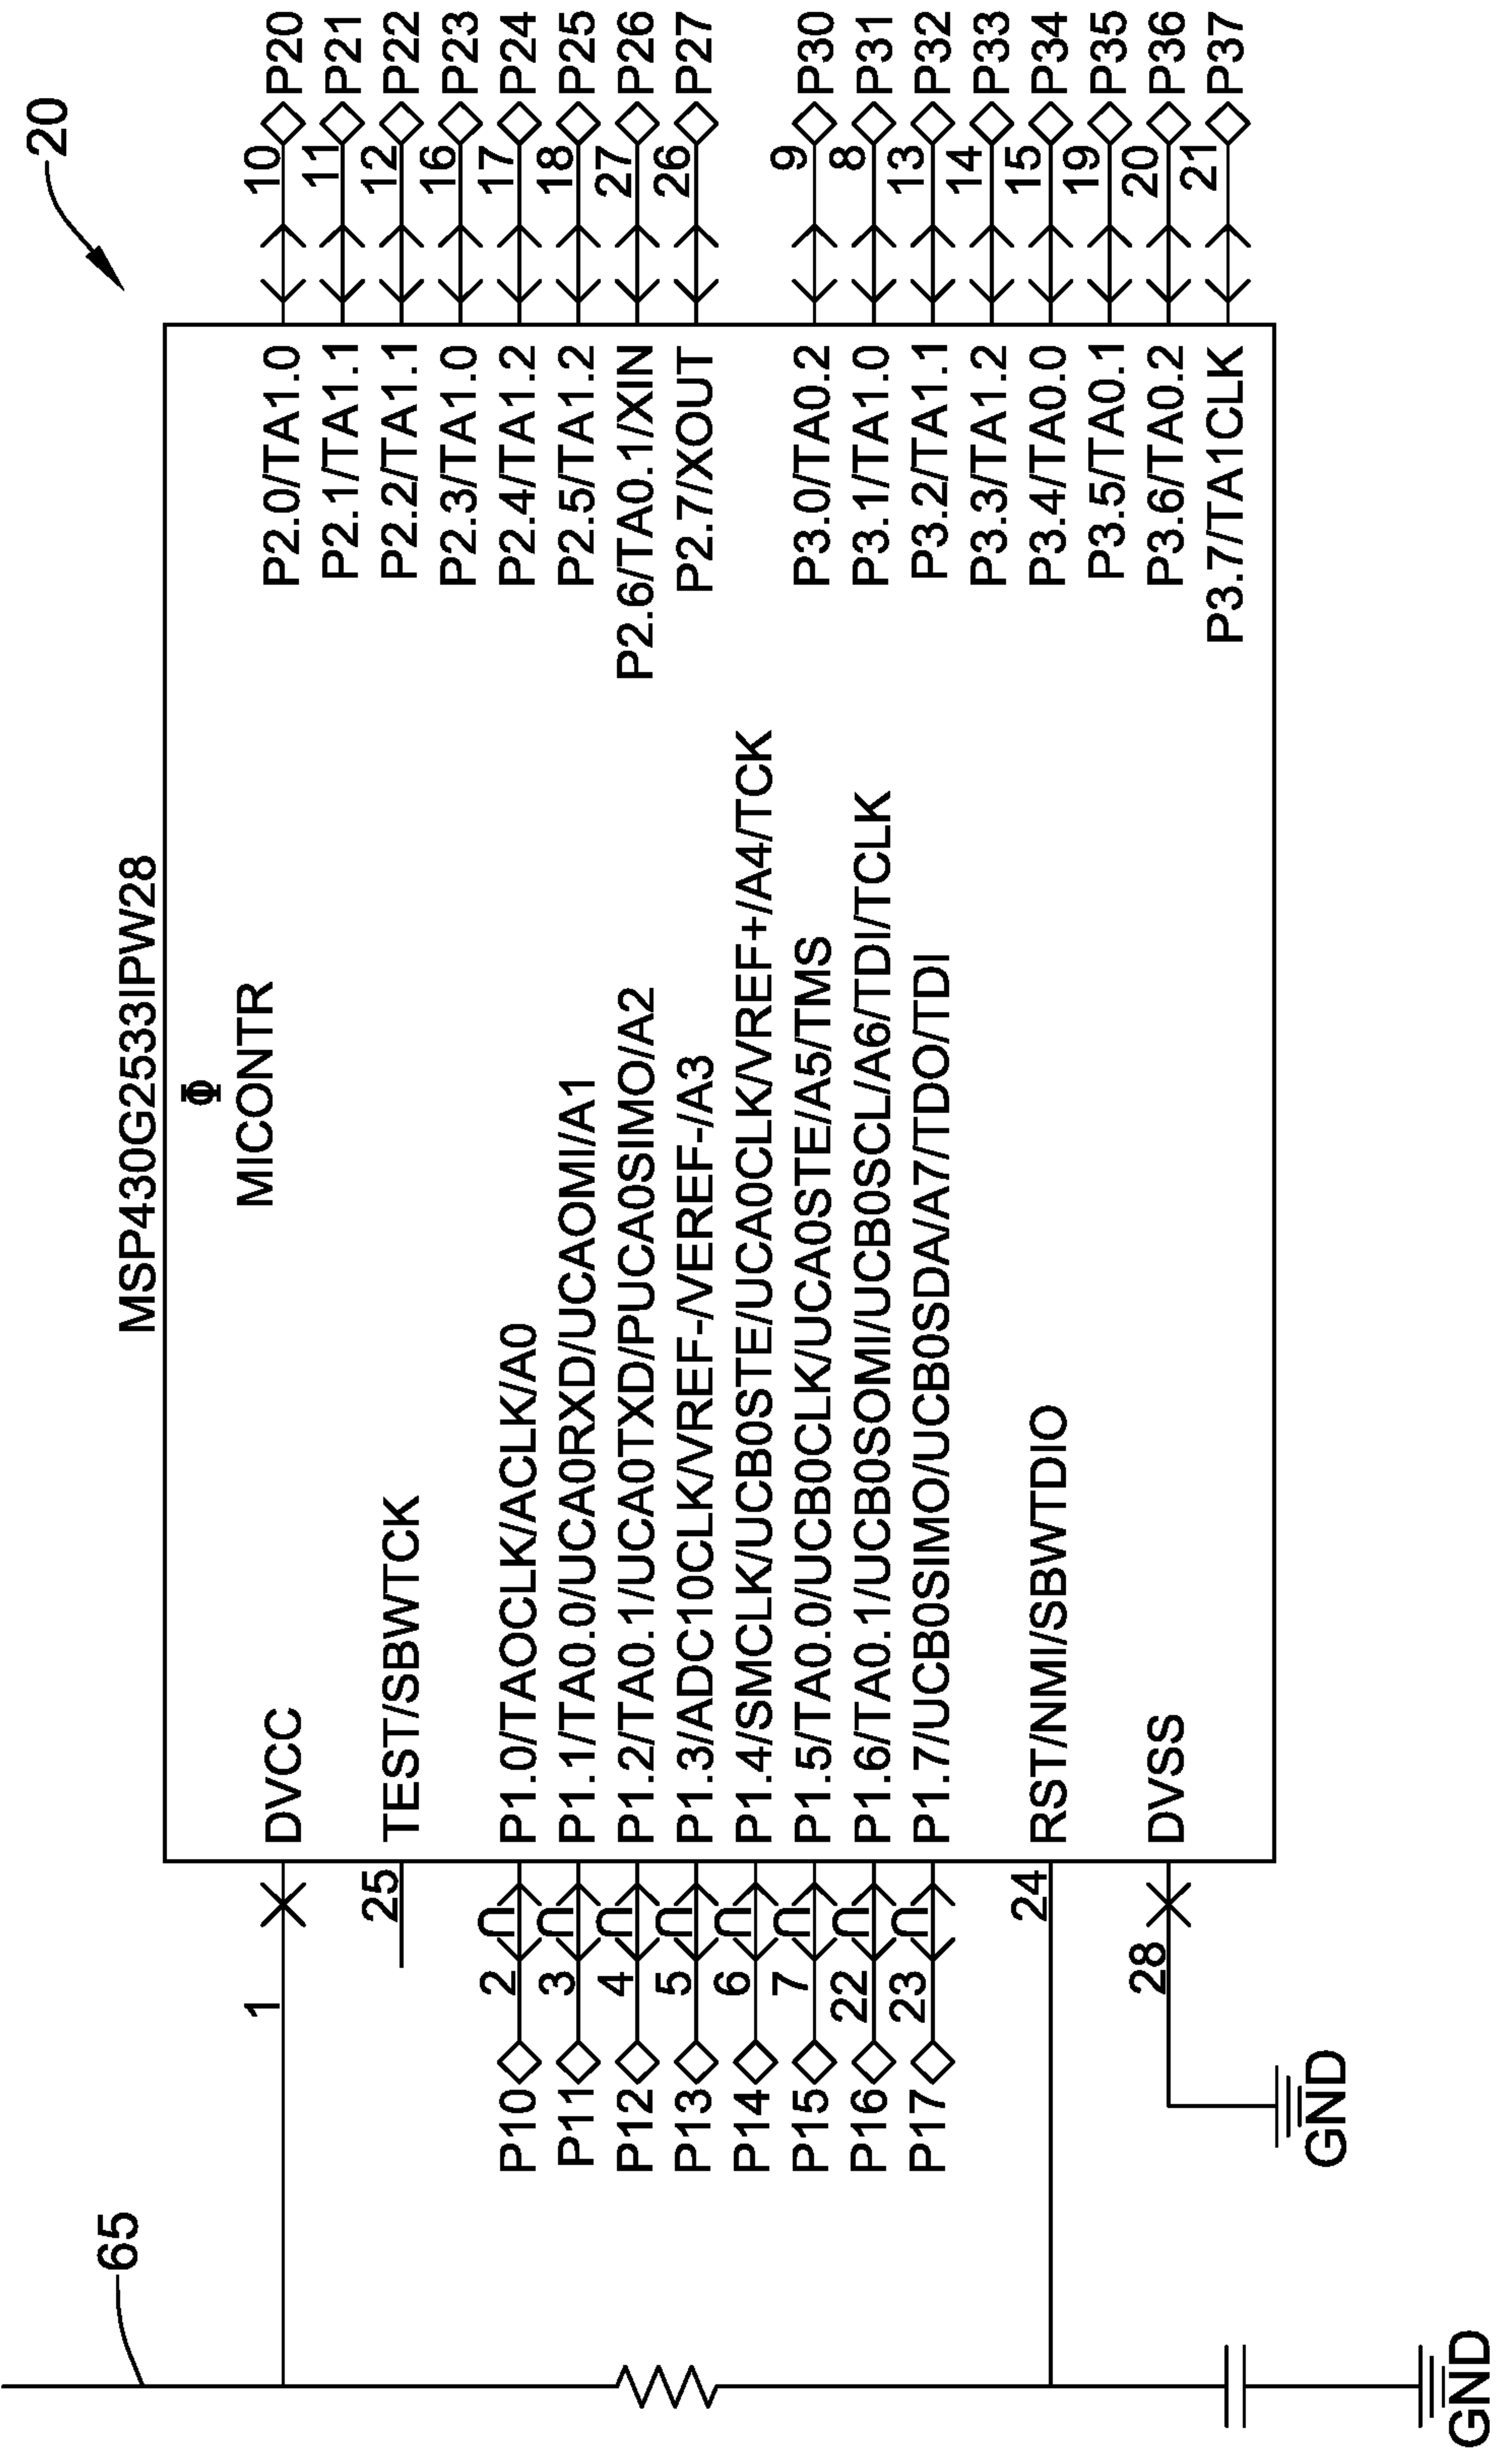 20
65 MSP430G2533IPW28
Φ
MICONTR
1 DVCC P2.0/TA1.0 10 P20
P2.1/TA1.1 11 P21
25 TEST/SBWTCK P2.2/TA1.1 12 P22
P2.3/TA1.0 16 P23
P10 2 P1.0/TAOCLK/ACLK/A0 P2.4/TA1.2 17 P24
P11 3 P1.1/TA0.0/UCA0RXD/UCAOMI/A1 P2.5/TA1.2 18 P25
P12 4 P1.2/TA0.1/UCA0TXD/PUCA0SIMO/A2 P2.6/TA0.1/XIN 27 P26
P13 5 P1.3/ADC10CLK/VREF-/VEREF-/A3 P2.7/XOUT 26 P27
P14 6 P1.4/SMCLK/UCB0STE/UCA0CLK/VREF+/A4/TCK
P15 7 P1.5/TA0.0/UCB0CLK/UCA0STE/A5/TMS P3.0/TA0.2 9 P30
P16 22 P1.6/TA0.1/UCB0SOMI/UCB0SCL/A6/TDI/TCLK P3.1/TA1.0 8 P31
P17 23 P1.7/UCB0SIMO/UCB0SDA/A7/TDO/TDI P3.2/TA1.1 13 P32
P3.3/TA1.2 14 P33
24 RST/NMI/SBWTDIO P3.4/TA0.0 15 P34
P3.5/TA0.1 19 P35
28 DVSS P3.6/TA0.2 20 P36
P3.7/TA1CLK 21 P37
GND
GND